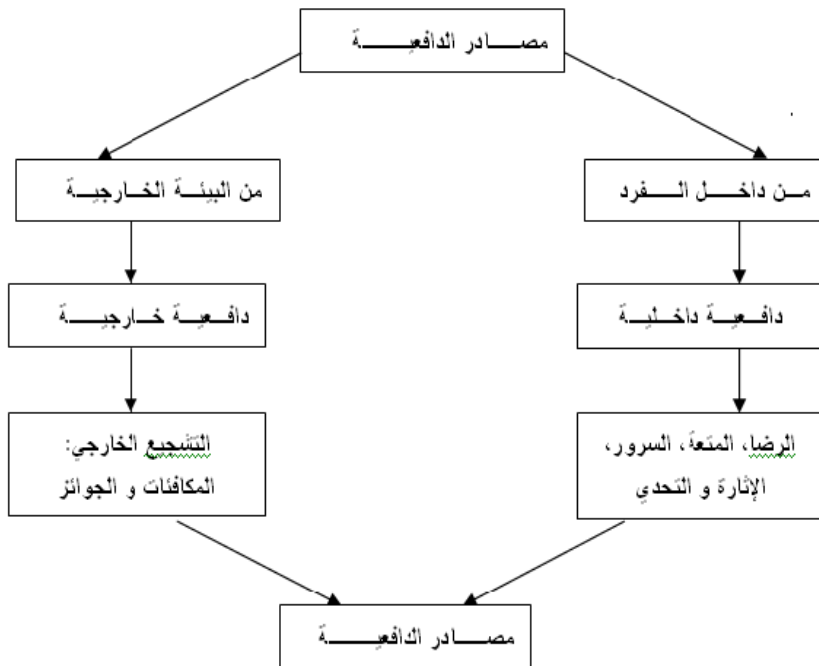 مصادر الدافعية
من داخل الفرد
من البيئة الخارجية
دافعية داخلية
دافعية خارجية
الرضا، المتعة، السرور،
الإثارة و التحدي
التشجيع الخارجي:
المكافئات و الجوائز
مصادر الدافعية